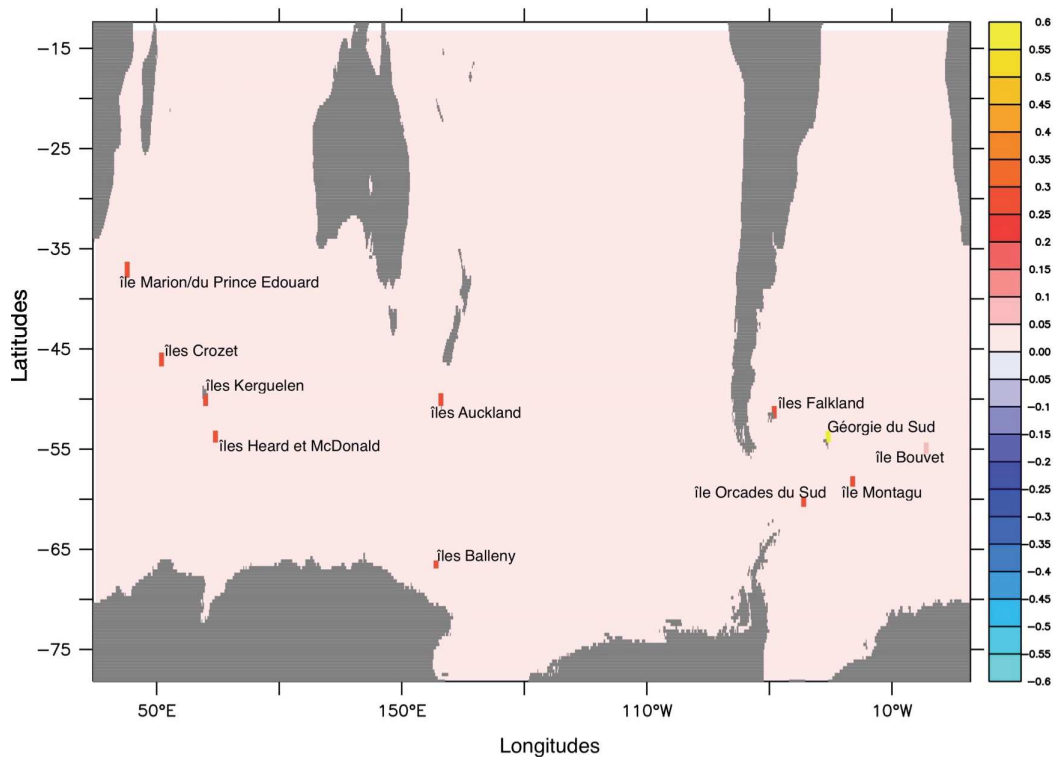 −15
−25
−35
−45
−55
−65
−75
Latitudes
île Marion/du Prince Edouard
îles Crozet
îles Kerguelen
îles Auckland
îles Falkland
Géorgie du Sud
îles Heard et McDonald
île Bouvet
île Orcades du Sud
île Montagu
îles Balleny
50°E
150°E
110°W
10°W
Longitudes
0.6
0.55
0.5
0.45
0.4
0.35
0.3
0.25
0.2
0.15
0.1
0.05
0.00
−0.05
−0.1
−0.15
−0.2
−0.25
−0.3
−0.35
−0.4
−0.45
−0.5
−0.55
−0.6